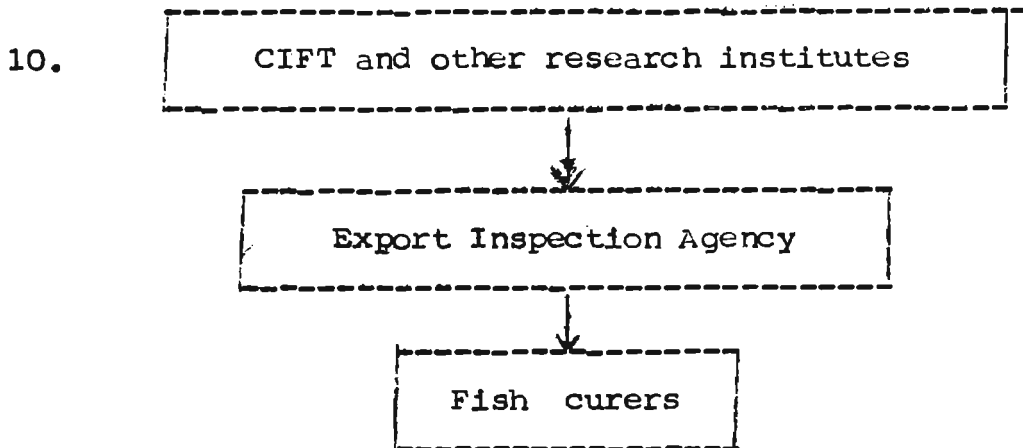 10.
CIFT and other research institutes
Export Inspection Agency
Fish curers